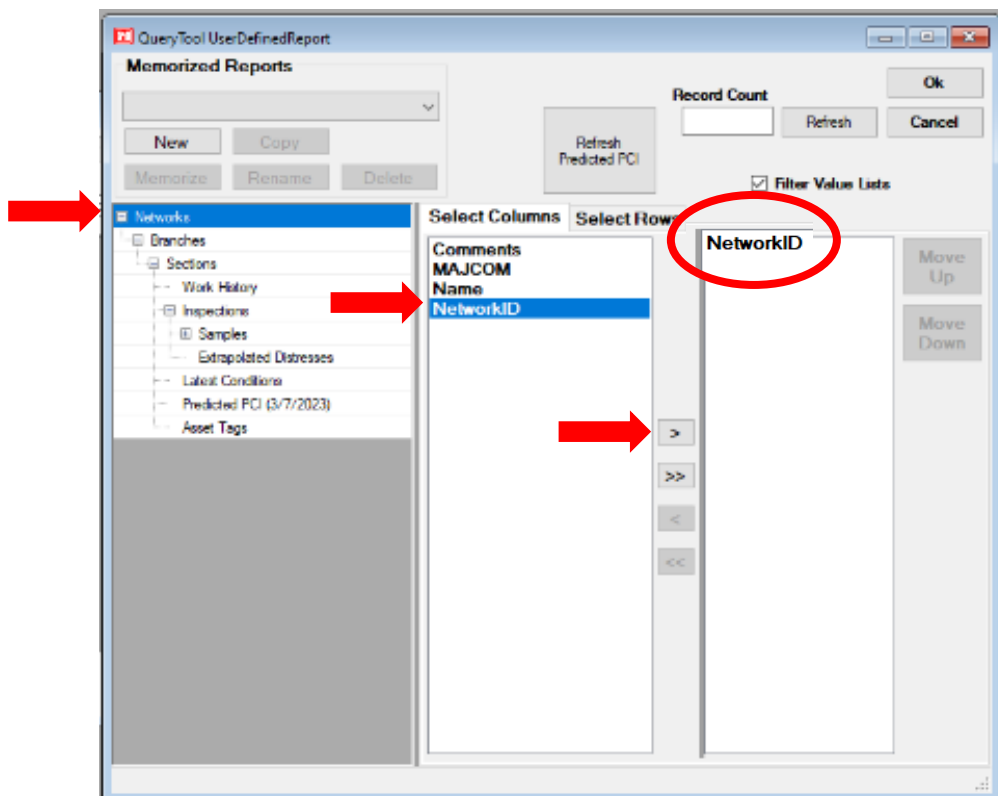 QueryTool UserDefinedReport
Memorized Reports
New
Copy
Memorize
Rename
Delete
Refresh
Predicted PCI
Record Count
Refresh
Ok
Cancel
Filter Value Lists
Networks
Branches
Sections
Work History
Inspections
Samples
Extrapolated Distresses
Latest Conditions
Predicted PCI (3/7/2023)
Asset Tags
Select Columns
Select Rows
Comments
MAJCOM
Name
NetworkID
>
>>
<
<<
NetworkID
Move
Up
Move
Down